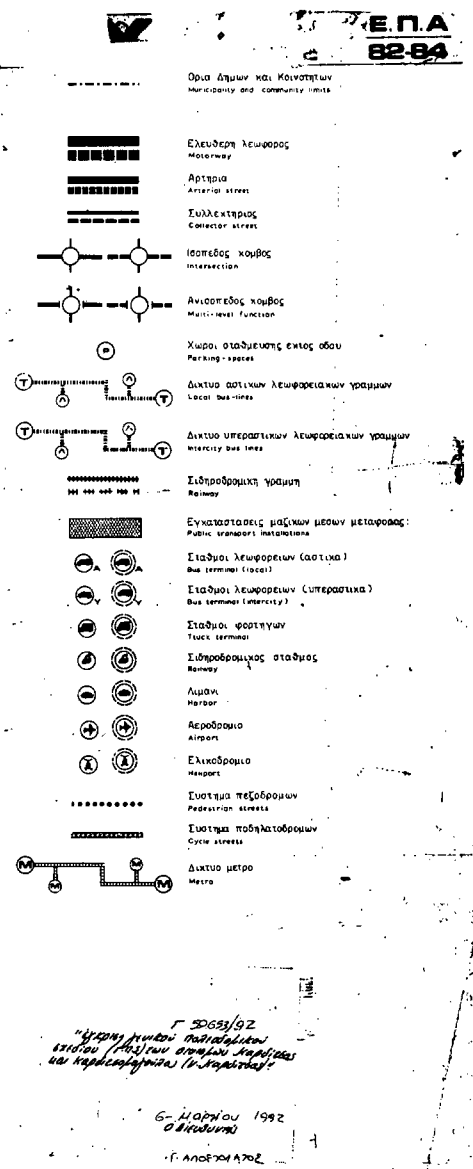 Ε.Π.Α
82-84
Ορια Δημων και Κοινοτητων
Municipality and community limits
Ελευθερη λεωφορος
Motorway
Αρτηρια
Arterial street
Συλλεκτηριος
Collector street
Ισοπεδος κομβος
Intersection
Ανισοπεδος κομβος
Multi-level function
P
Χωροι σταθμευσης εκτος οδου
Parking-spaces
T
T
Δικτυο αστικων λεωφορειακων γραμμων
Local bus-lines
T
T
Δικτυο υπεραστικων λεωφορειακων γραμμων
Intercity bus lines
Σιδηροδρομικη γραμμη
Railway
Εγκαταστασεις μαζικων μεσων μεταφορας:
Public transport installations
A A
Σταθμοι λεωφορειων (αστικα)
Bus terminal (local)
Y Y
Σταθμοι λεωφορειων (υπεραστικα)
Bus terminal (intercity)
Σταθμοι φορτηγων
Truck terminal
Σιδηροδρομικος σταθμος
Railway
Λιμανι
Harbor
Αεροδρομιο
Airport
Ελικοδρομιο
Heliport
Συστημα πεζοδρομων
Pedestrian streets
Συστημα ποδηλατοδρομων
Cycle streets
M M
M M
Δικτυο μετρο
Metro
Γ 50653/92
6- Μαρτίου 1992
Ο Διευθυντής